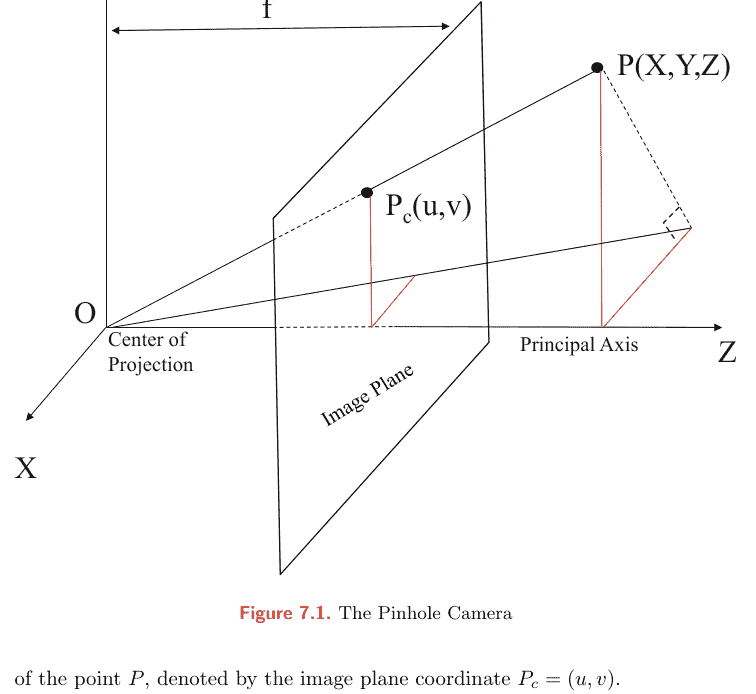 f
P(X,Y,Z)
Pc(u,v)
O
Center of
Projection
Principal Axis
Z
Image Plane
X
Figure 7.1. The Pinhole Camera
of the point P, denoted by the image plane coordinate Pc = (u, v).